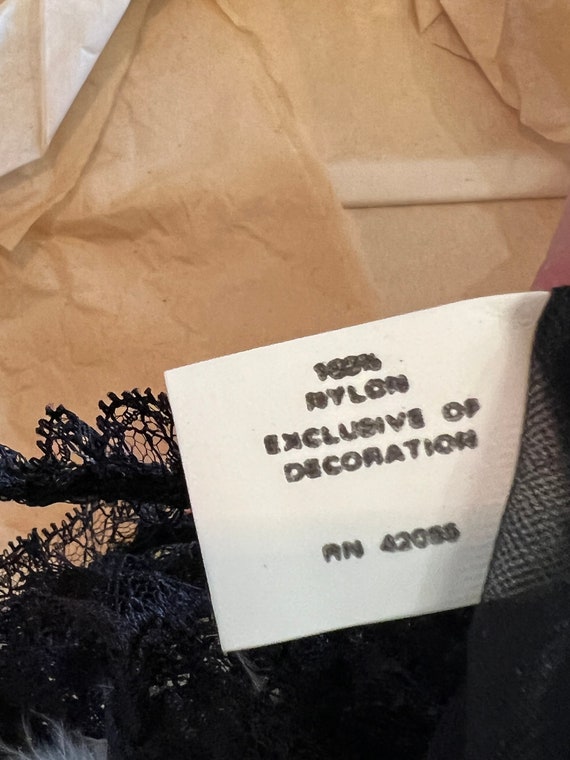 100%
NYLON
EXCLUSIVE OF
DECORATION
RN